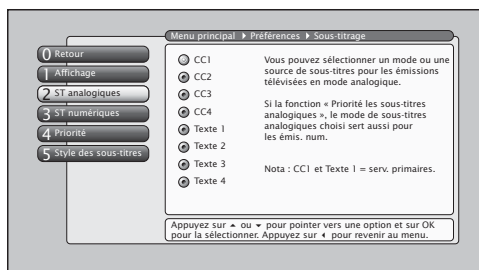 Menu principal Préférences Sous-titrage
0 Retour
1 Affichage
2 ST analogiques
3 ST numériques
4 Priorité
5 Style des sous-titres
CC1
CC2
CC3
CC4
Texte 1
Texte 2
Texte 3
Texte 4
Vous pouvez sélectionner un mode ou une
source de sous-titres pour les émissions
télévisées en mode analogique.
Si la fonction « Priorité les sous-titres
analogiques », le mode de sous-titres
analogiques choisi sert aussi pour
les émis. num.
Nota : CC1 et Texte 1 = serv. primaires.
Appuyez sur ou pour pointer vers une option et sur OK
pour la sélectionner. Appuyez sur pour revenir au menu.